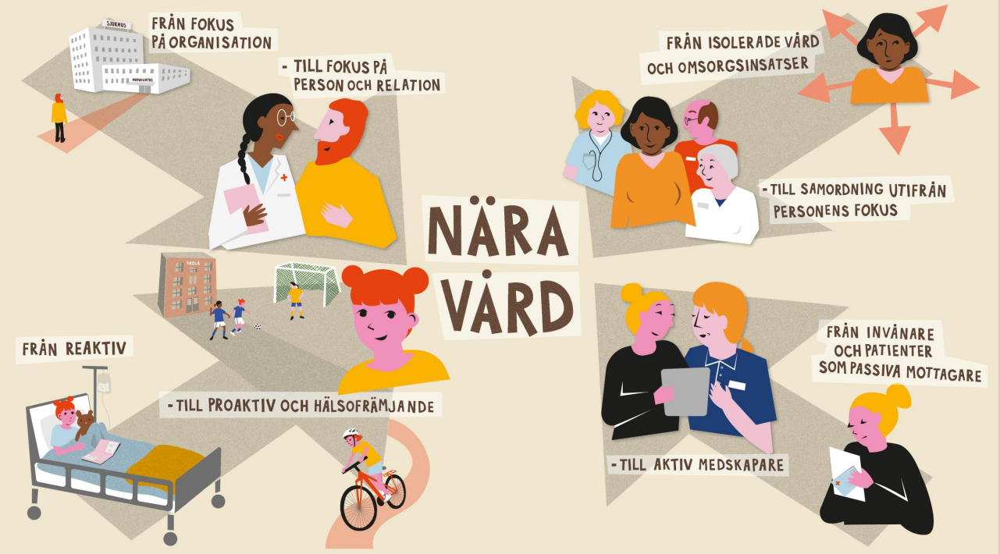 SJUKHUS
HUVUDENTRÉ
FRÅN FOKUS
PÅ ORGANISATION
- TILL FOKUS PÅ
PERSON OCH RELATION
FRÅN ISOLERADE VÅRD
OCH OMSORGSINSATSER
- TILL SAMORDNING UTIFRÅN
PERSONENS FOKUS
NÄRA
VÅRD
SKOLA
FRÅN REAKTIV
- TILL PROAKTIV OCH HÄLSOFRÄMJANDE
FRÅN INVÅNARE
OCH PATIENTER
SOM PASSIVA MOTTAGARE
- TILL AKTIV MEDSKAPARE